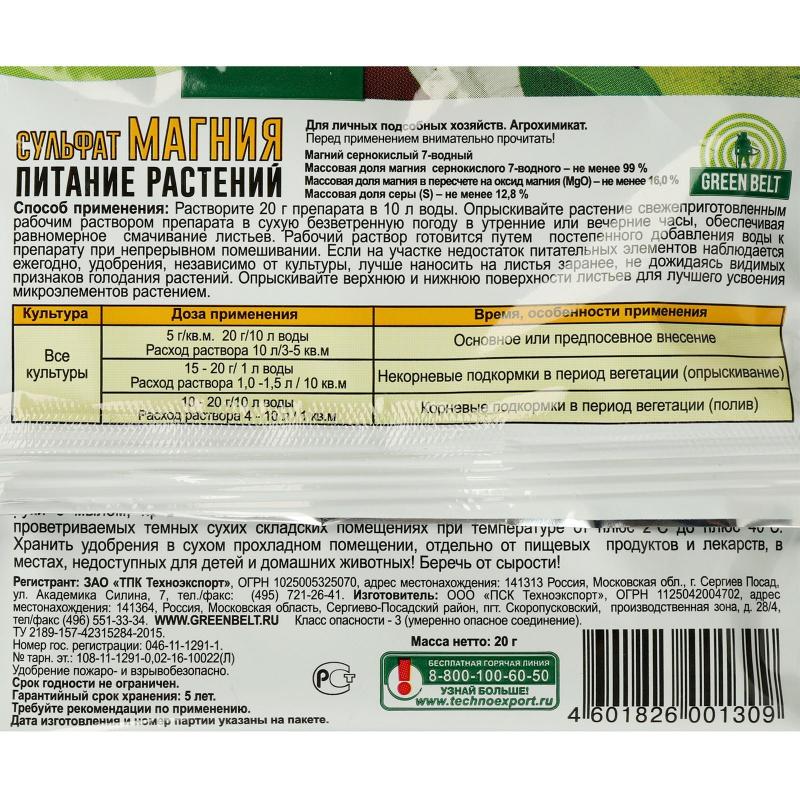 СУЛЬФАТ МАГНИЯ
ПИТАНИЕ РАСТЕНИЙ
Для личных подсобных хозяйств. Агрохимикат.
Перед применением внимательно прочитать!
Магний сернокислый 7-водный
Массовая доля магния сернокислого 7-водного – не менее 99 %
Массовая доля магния в пересчете на оксид магния (MgO) – не менее 16,0 %
Массовая доля серы (S) – не менее 12,8 %
GREEN BELT
Способ применения: Растворите 20 г препарата в 10 л воды. Опрыскивайте растение свежеприготовленным
рабочим раствором препарата в сухую безветренную погоду в утренние или вечерние часы, обеспечивая
равномерное смачивание листьев. Рабочий раствор готовится путем постепенного добавления воды к
препарату при непрерывном помешивании. Если на участке недостаток питательных элементов наблюдается
ежегодно, удобрения, независимо от культуры, лучше наносить на листья заранее, не дожидаясь видимых
признаков голодания растений. Опрыскивайте верхнюю и нижнюю поверхности листьев для лучшего усвоения
микроэлементов растением.
Культура Доза применения Время, особенности применения
Все культуры
5 г/кв.м. 20 г/10 л воды
Расход раствора 10 л/3-5 кв.м
Основное или предпосевное внесение
15 - 20 г/ 1 л воды
Расход раствора 1,0 -1,5 л / 10 кв.м
Некорневые подкормки в период вегетации (опрыскивание)
10 - 20 г/10 л воды
Расход раствора 4 - 10 л / 1 кв.м
Корневые подкормки в период вегетации (полив)
руки с мылом,
проветриваемых темных сухих складских помещениях при температуре от плюс 2°С до плюс 40°С.
Хранить удобрения в сухом прохладном помещении, отдельно от пищевых продуктов и лекарств, в
местах, недоступных для детей и домашних животных! Беречь от сырости!
Регистрант: ЗАО «ТПК Техноэкспорт», ОГРН 1025005325070, адрес местонахождения: 141313 Россия, Московская обл., г. Сергиев Посад,
ул. Академика Силина, 7, тел./факс: (495) 721-26-41. Изготовитель: ООО «ПСК Техноэкспорт», ОГРН 1125042004702, адрес
местонахождения: 141364, Россия, Московская область, Сергиево-Посадский район, пгт. Скоропусковский, производственная зона, д. 28/4,
тел/факс (496) 551-33-34. WWW.GREENBELT.RU Класс опасности - 3 (умеренно опасное соединение).
ТУ 2189-157-42315284-2015.
Номер гос. регистрации: 046-11-1291-1.
№ тарн. эт.: 108-11-1291-0,02-16-10022(Л)
Удобрение пожаро- и взрывобезопасно.
Срок годности не ограничен.
Гарантийный срок хранения: 5 лет.
Требуйте рекомендации по применению.
Дата изготовления и номер партии указаны на пакете.
Масса нетто: 20 г
РСТ
БЕСПЛАТНАЯ ГОРЯЧАЯ ЛИНИЯ
8-800-100-60-50
УЗНАЙ БОЛЬШЕ!
www.technoexport.ru
4 601826 001309